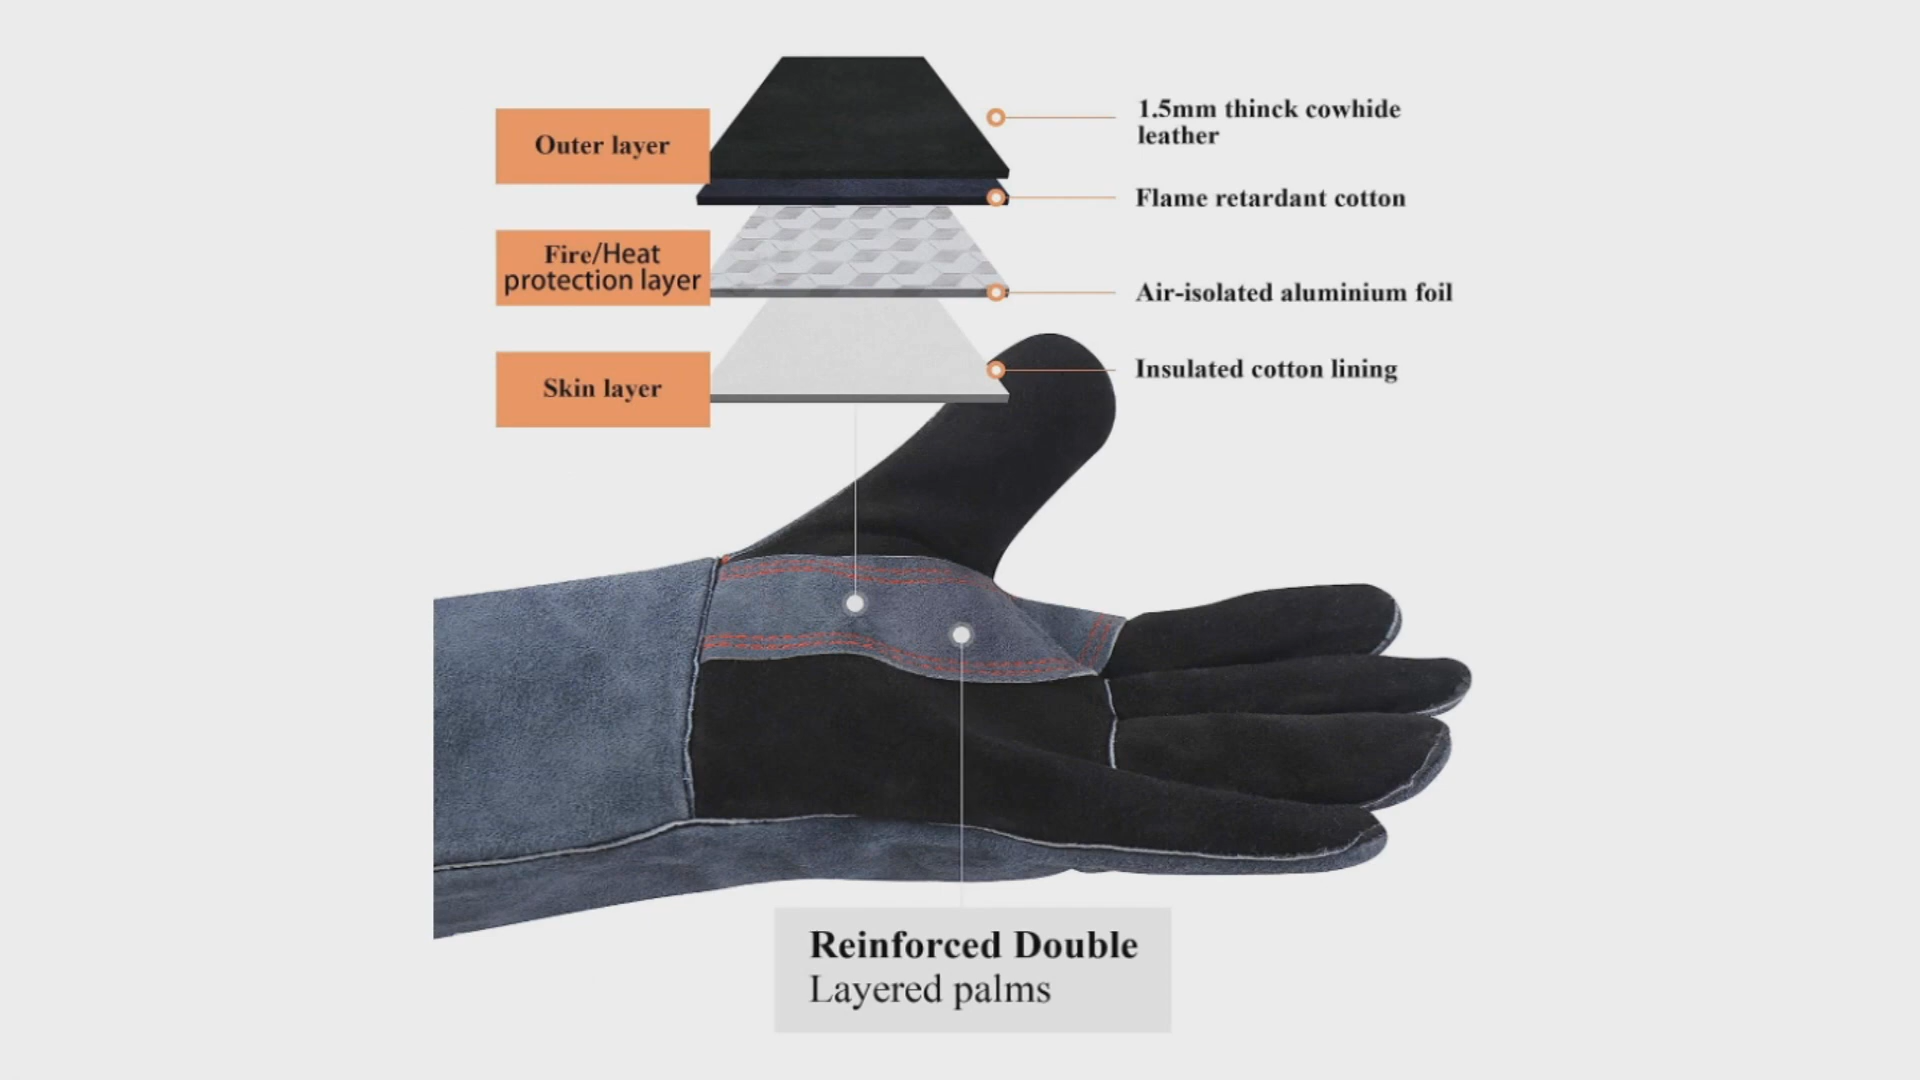 Outer layer
1.5mm thinck cowhide
leather
Flame retardant cotton
Fire/Heat
protection layer
Air-isolated aluminium foil
Skin layer
Insulated cotton lining
Reinforced Double
Layered palms